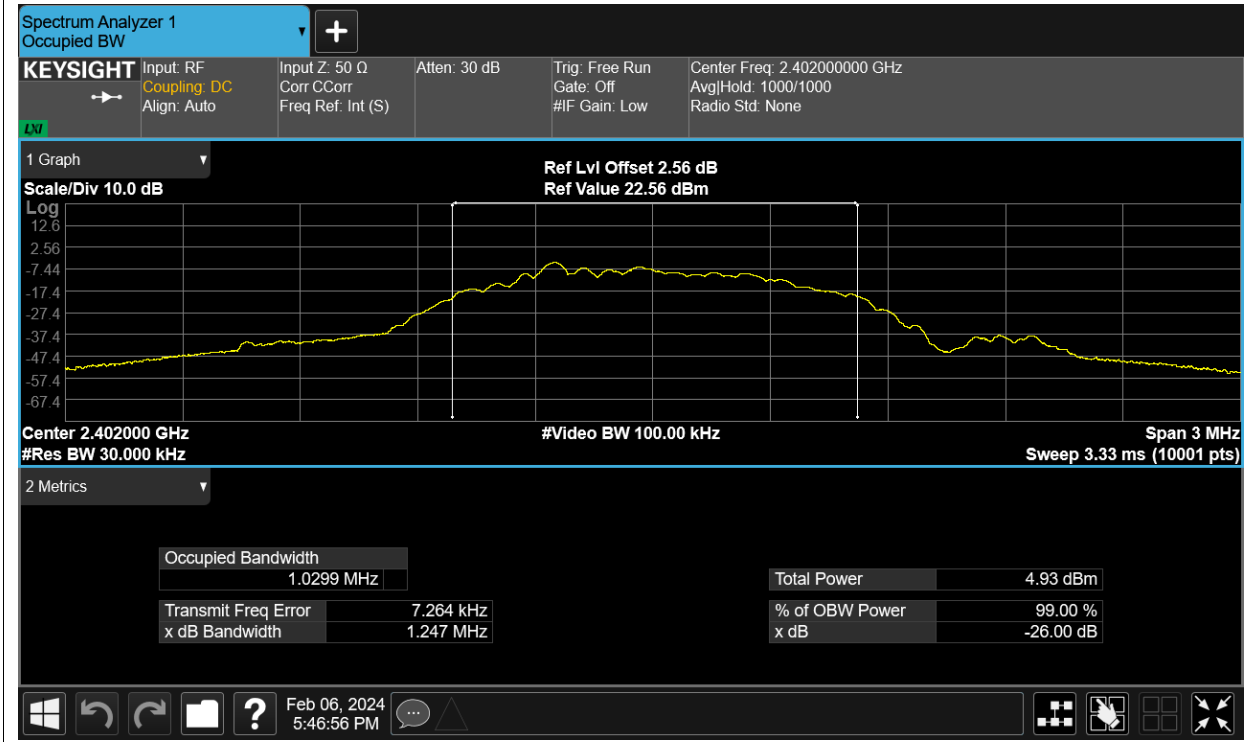 Spectrum Analyzer 1
Occupied BW
KEYSIGHT
LXI
Input: RF
Coupling: DC
Align: Auto
Input Z: 50 Ω
Corr CCorr
Freq Ref: Int (S)
Atten: 30 dB
Trig: Free Run
Gate: Off
#IF Gain: Low
Center Freq: 2.402000000 GHz
Avg|Hold: 1000/1000
Radio Std: None
1 Graph
Scale/Div 10.0 dB
Ref Lvl Offset 2.56 dB
Ref Value 22.56 dBm
Log
12.6
2.56
-7.44
-17.4
-27.4
-37.4
-47.4
-57.4
-67.4
Center 2.402000 GHz
#Video BW 100.00 kHz
Span 3 MHz
#Res BW 30.000 kHz
Sweep 3.33 ms (10001 pts)
2 Metrics
Occupied Bandwidth
1.0299 MHz
Total Power 4.93 dBm
Transmit Freq Error 7.264 kHz
% of OBW Power 99.00 %
x dB Bandwidth 1.247 MHz
x dB -26.00 dB
?
Feb 06, 2024
5:46:56 PM